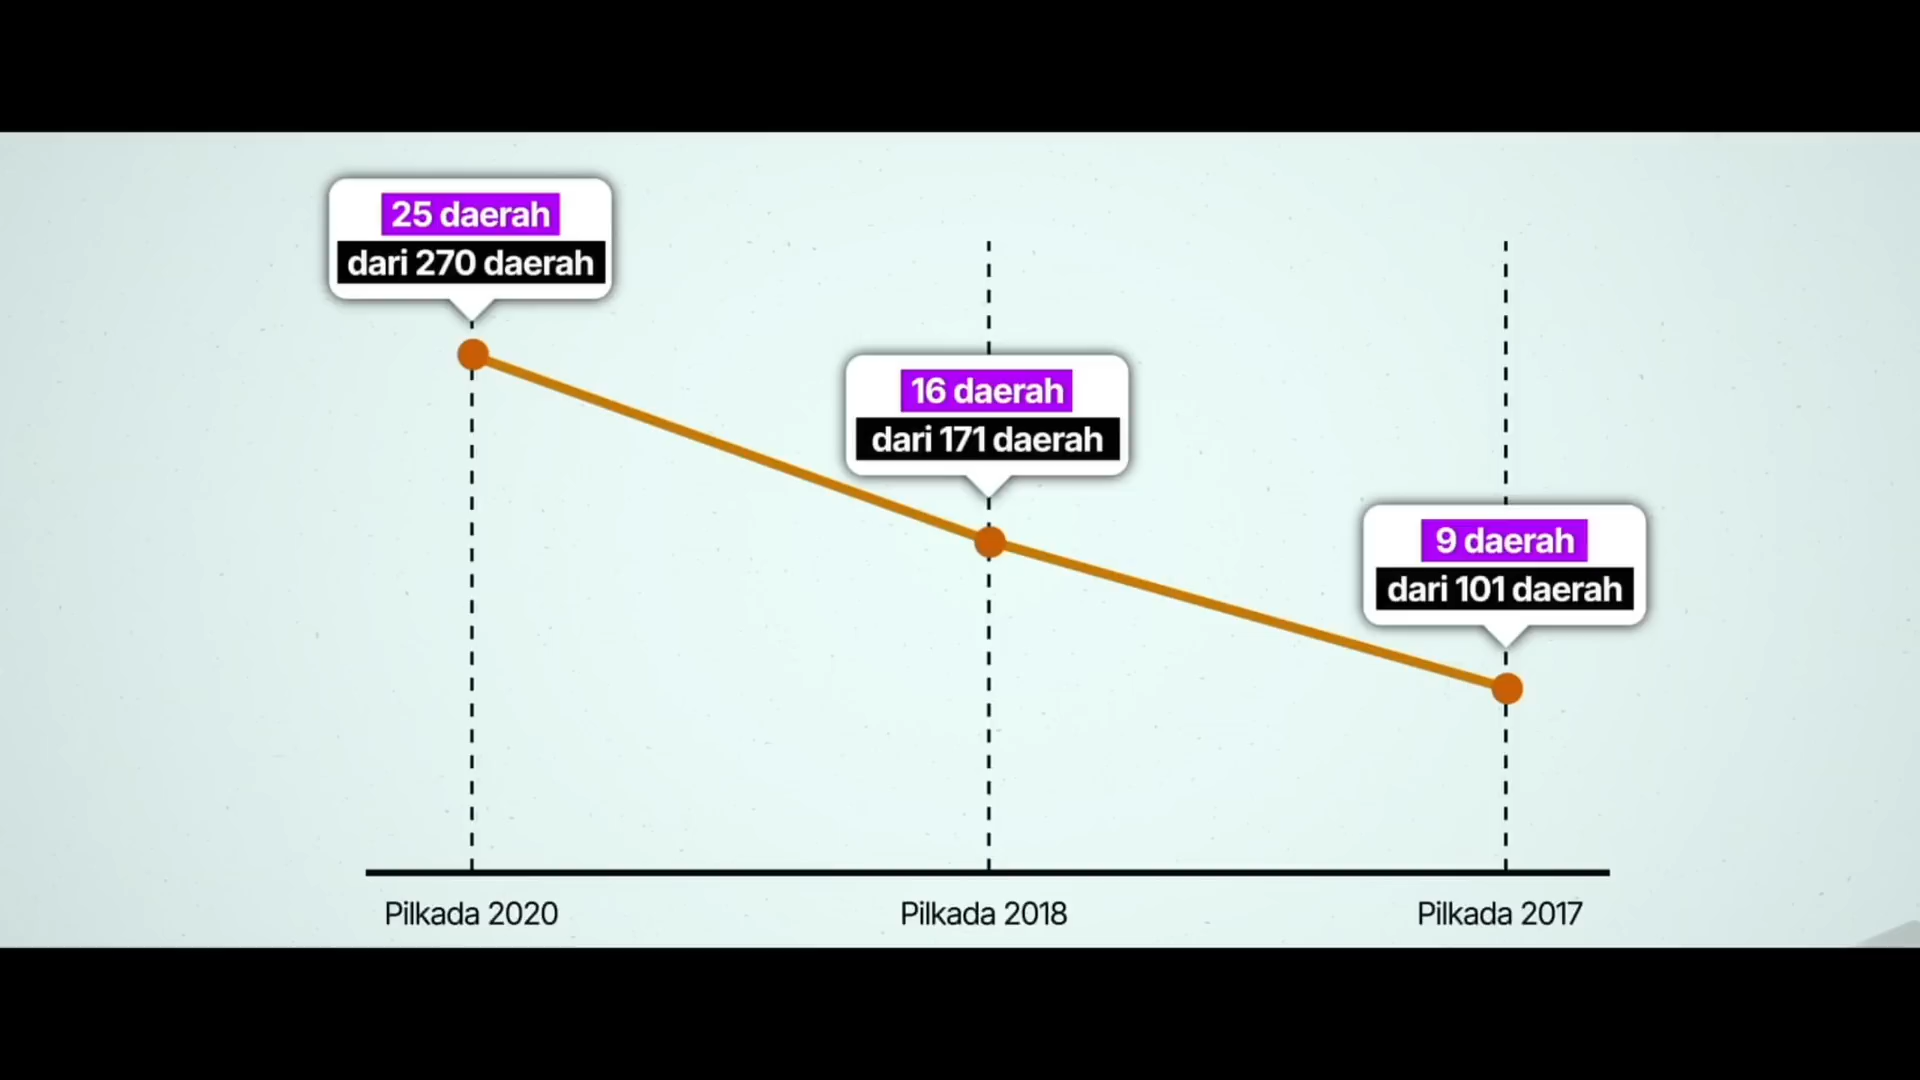 25 daerah
dari 270 daerah
16 daerah
dari 171 daerah
9 daerah
dari 101 daerah
Pilkada 2020
Pilkada 2018
Pilkada 2017